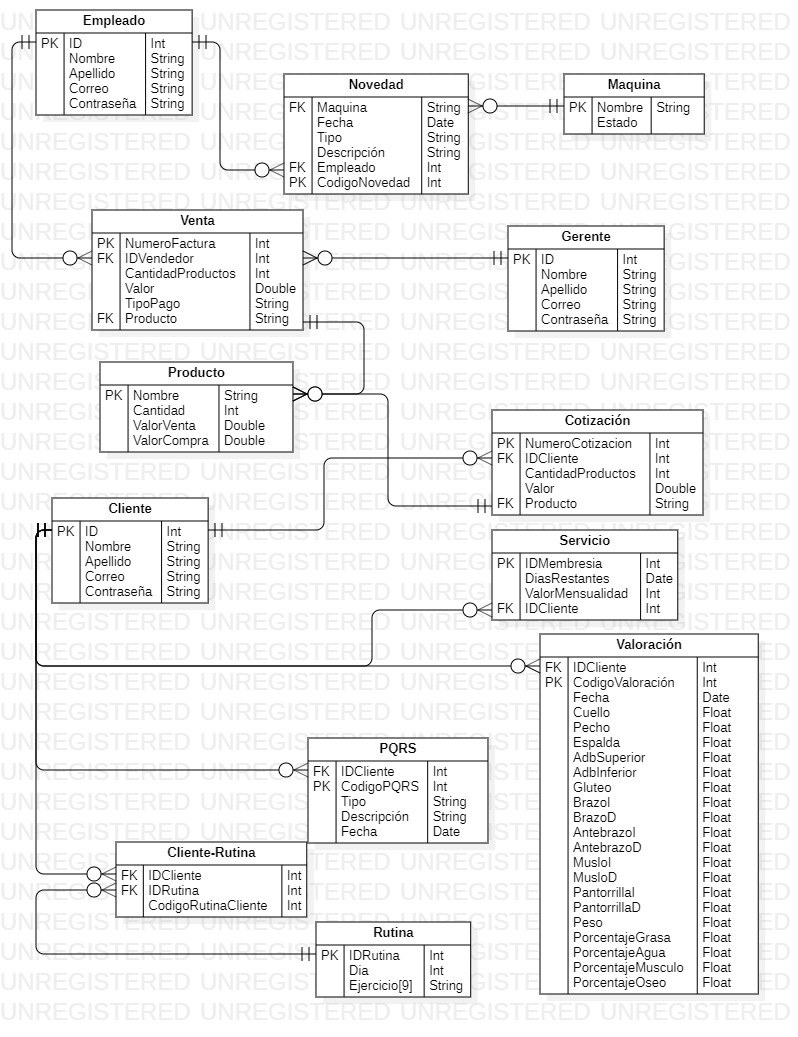 Empleado
PK ID Int
Nombre String
Apellido String
Correo String
Contraseña String
Novedad
FK Maquina String
Fecha Date
Tipo String
Descripción String
FK Empleado Int
PK CodigoNovedad Int
Maquina
PK Nombre String
Estado
Venta
PK NumeroFactura Int
FK IDVendedor Int
CantidadProductos Int
Valor Double
TipoPago String
FK Producto String
Gerente
PK ID Int
Nombre String
Apellido String
Correo String
Contraseña String
Producto
PK Nombre String
Cantidad Int
ValorVenta Double
ValorCompra Double
Cotización
PK NumeroCotizacion Int
FK IDCliente Int
CantidadProductos Int
Valor Double
FK Producto String
Cliente
PK ID Int
Nombre String
Apellido String
Correo String
Contraseña String
Servicio
PK IDMembresia Int
DiasRestantes Date
ValorMensualidad Int
FK IDCliente Int
Valoración
FK IDCliente Int
PK CodigoValoración Int
Fecha Date
Cuello Float
Pecho Float
Espalda Float
AdbSuperior Float
AdbInferior Float
Gluteo Float
BrazoI Float
BrazoD Float
AntebrazoI Float
AntebrazoD Float
MusloI Float
MusloD Float
PantorrillaI Float
PantorrillaD Float
Peso Float
PorcentajeGrasa Float
PorcentajeAgua Float
PorcentajeMusculo Float
PorcentajeOseo Float
PQRS
FK IDCliente Int
PK CodigoPQRS Int
Tipo String
Descripción String
Fecha Date
Cliente-Rutina
FK IDCliente Int
FK IDRutina Int
CodigoRutinaCliente Int
Rutina
PK IDRutina Int
Dia Int
Ejercicio[9] String
UNREGISTERED